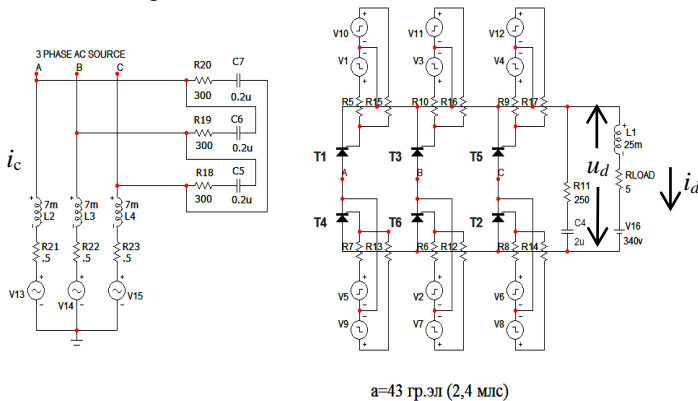 3 PHASE AC SOURCE
A B C
R20 C7
300 0.2u
R19 C6
300 0.2u
R18 C5
300 0.2u
ic
7m 7m 7m
L2 L3 L4
R21 R22 R23
.5 .5 .5
V13 V14 V15
V10 V11 V12
V1 V3 V4
R5 R15 R10 R16 R9 R17
T1 T3 T5
A B C
T4 T6 T2
R7 R13 R6 R12 R8 R14
V5 V2 V6
V9 V7 V8
L1
25m
R11
250
RLOAD
5
C4
2u
V16
340v
ud
id
a=43 гр.эл (2,4 млс)